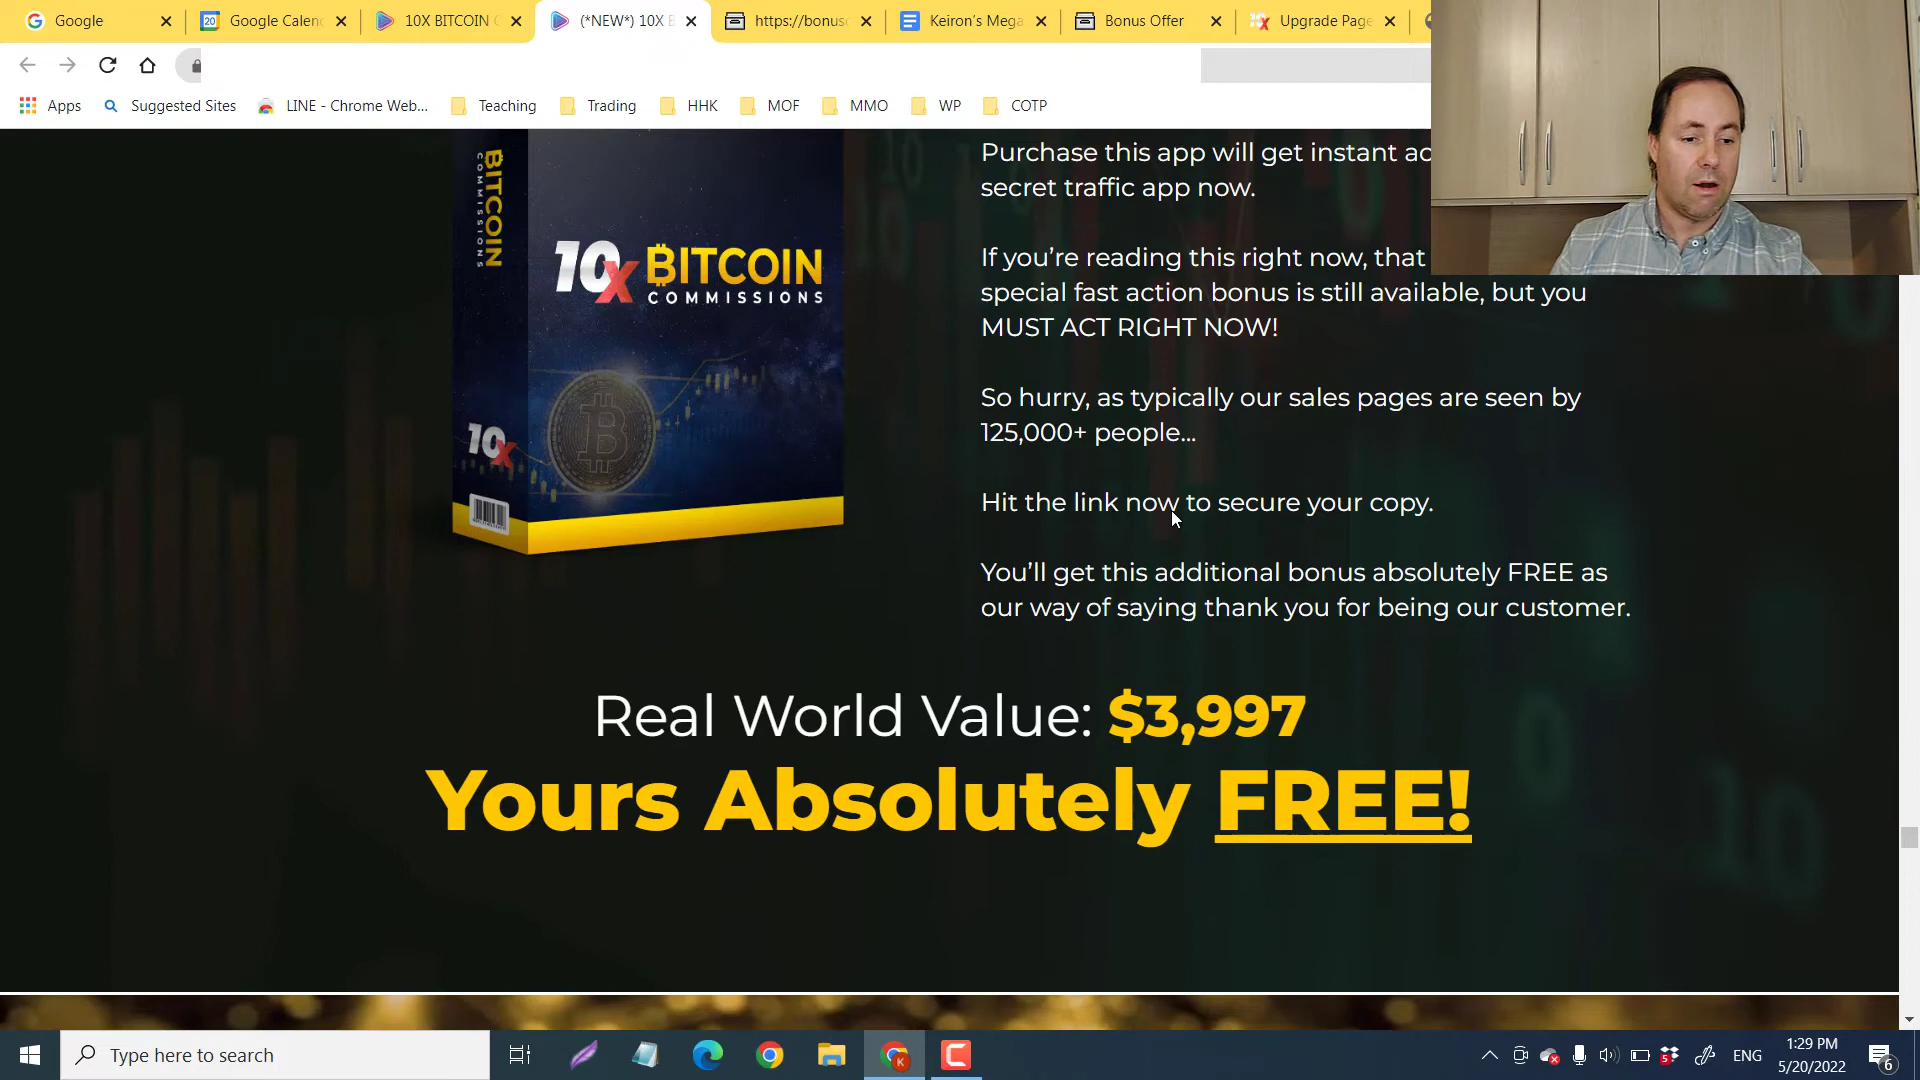 Google
Google Calen
10X BITCOIN C
(*NEW*) 10X B
https://bonus
Keiron's Mega
Bonus Offer
Upgrade Page
Apps
Suggested Sites
LINE - Chrome Web...
Teaching
Trading
HHK
MOF
MMO
WP
COTP
BITCOIN
COMMISSIONS
10x
10x BITCOIN
COMMISSIONS
Purchase this app will get instant ac
secret traffic app now.
If you're reading this right now, that
special fast action bonus is still available, but you
MUST ACT RIGHT NOW!
So hurry, as typically our sales pages are seen by
125,000+ people...
Hit the link now to secure your copy.
You'll get this additional bonus absolutely FREE as
our way of saying thank you for being our customer.
Real World Value: $3,997
Yours Absolutely FREE!
Type here to search
ENG
1:29 PM
5/20/2022
6